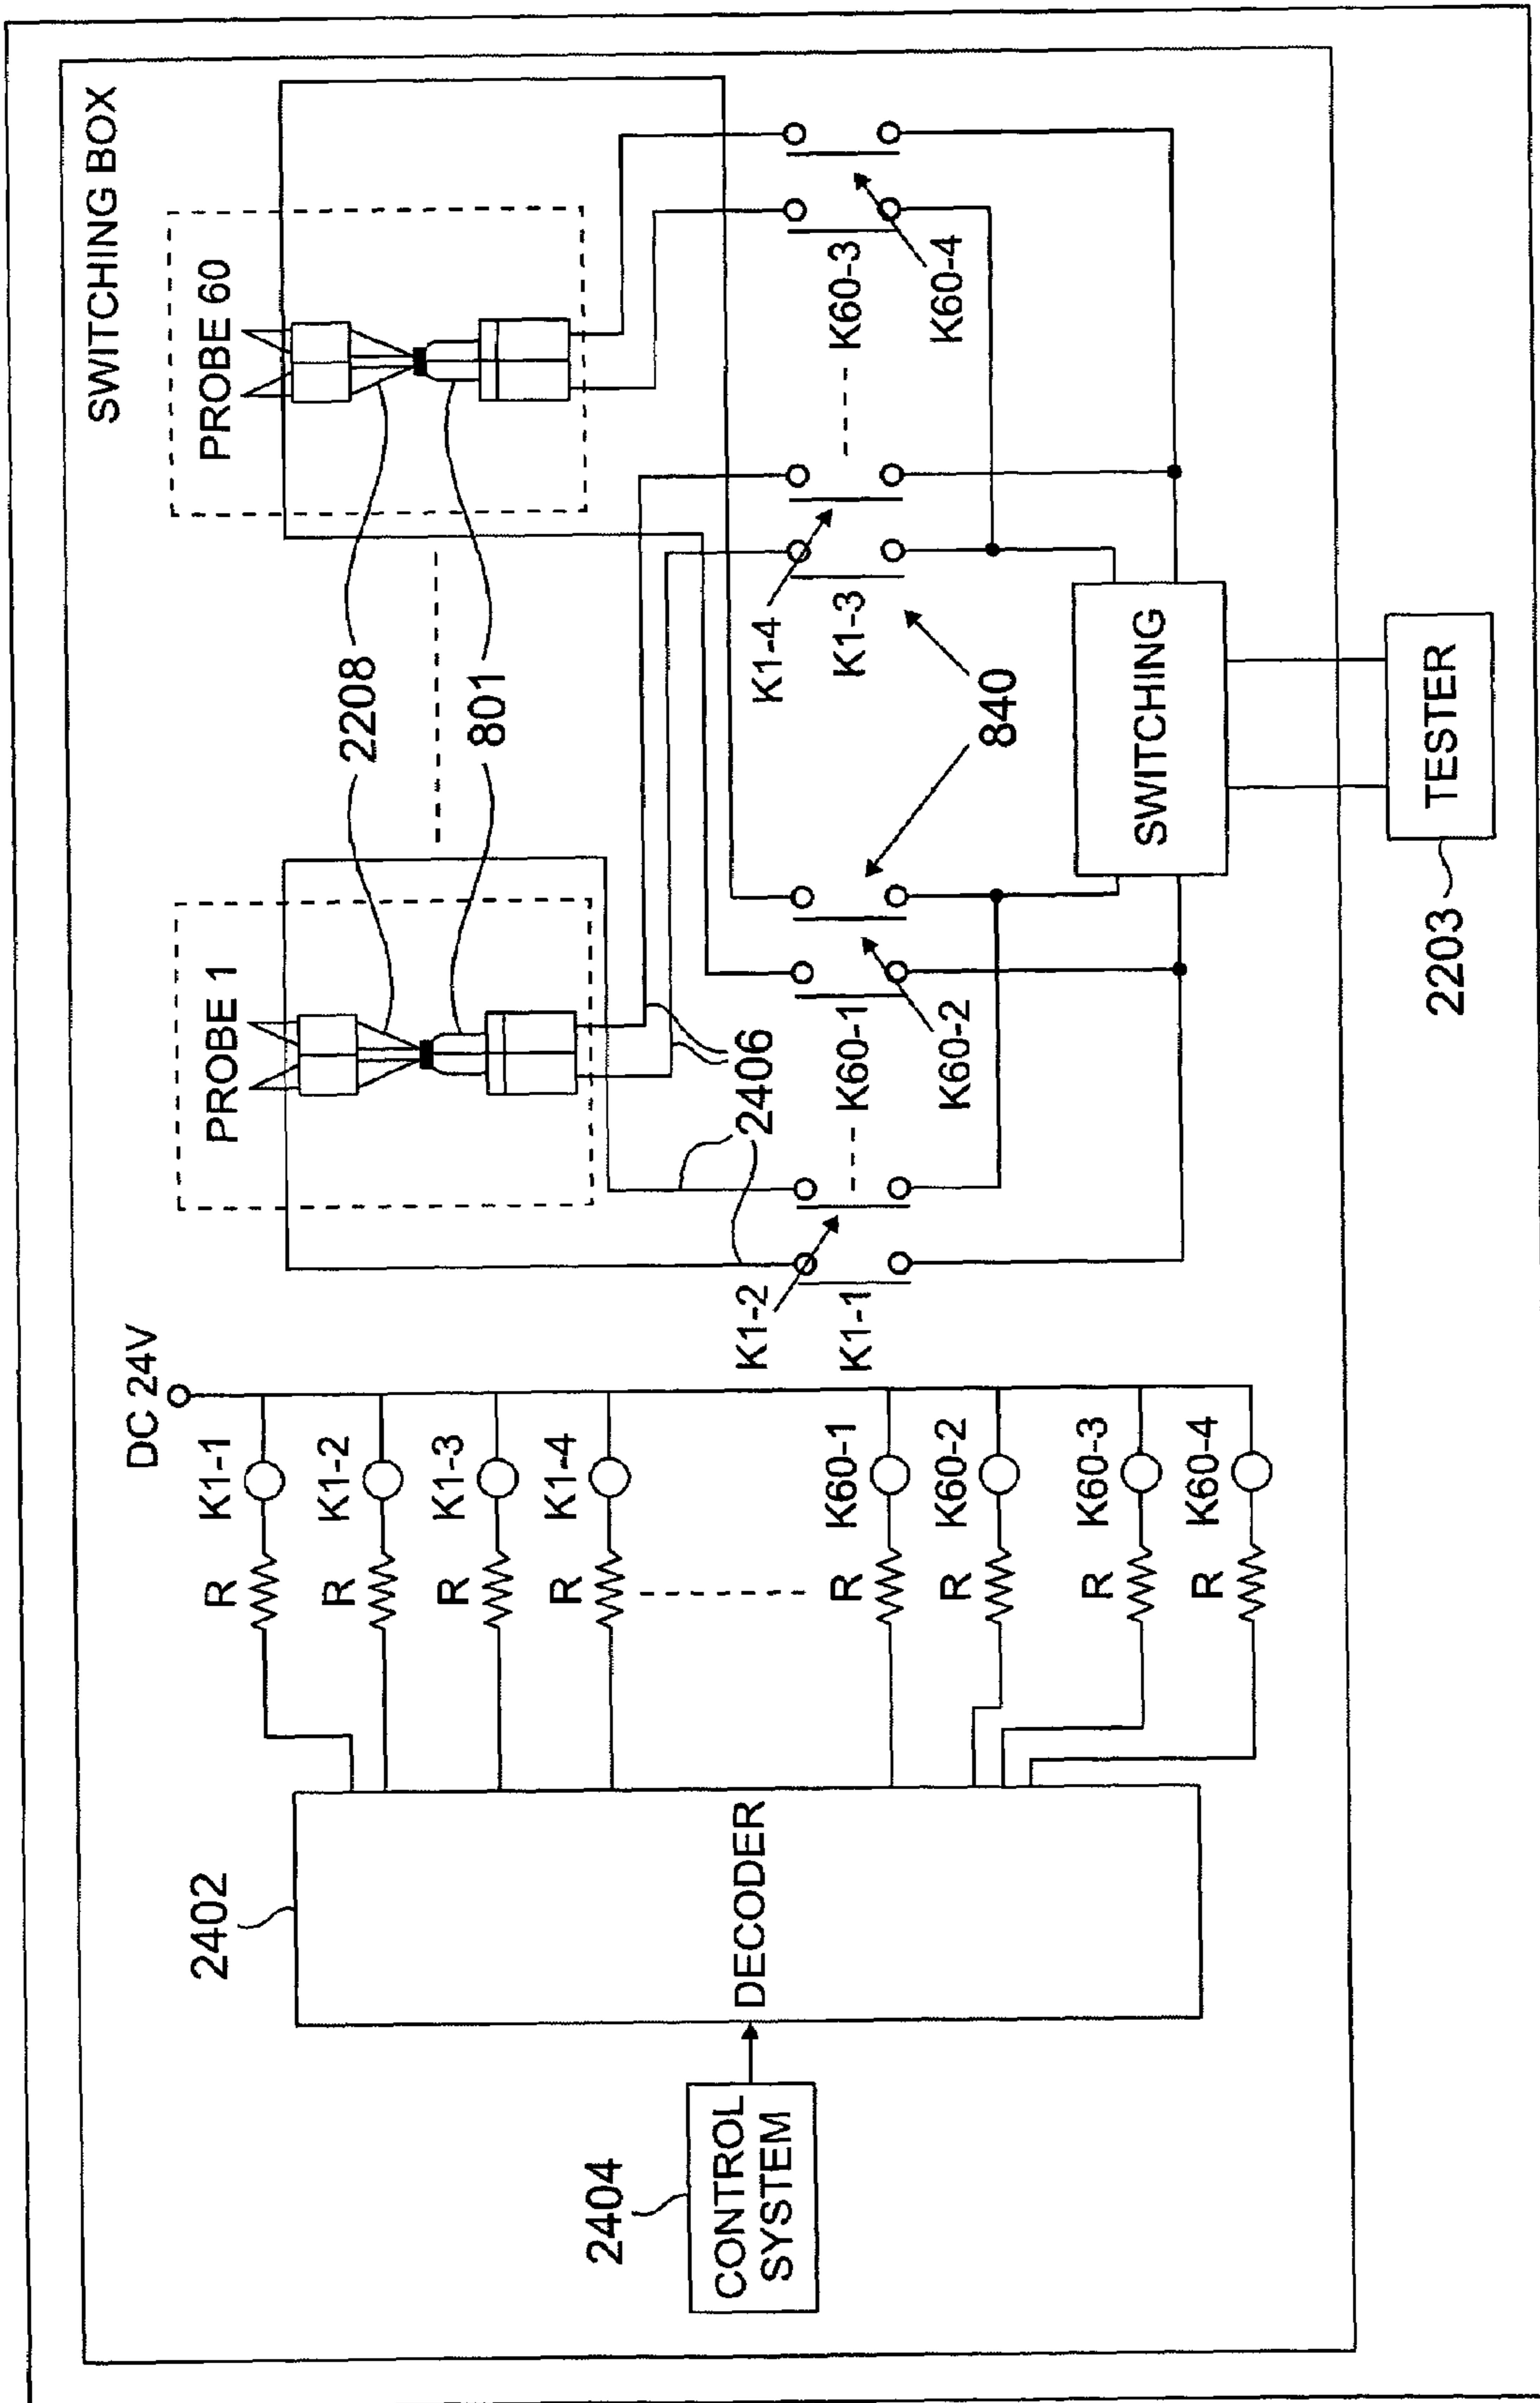 SWITCHING BOX
PROBE 1
PROBE 60
DC 24V
2402
2404
CONTROL
SYSTEM
DECODER
R
K1-1
R
K1-2
R
K1-3
R
K1-4
R
K60-1
R
K60-2
R
K60-3
R
K60-4
2208
801
2406
K1-2
K1-1
K60-1
K60-2
K1-4
K1-3
K60-3
K60-4
840
SWITCHING
TESTER
2203